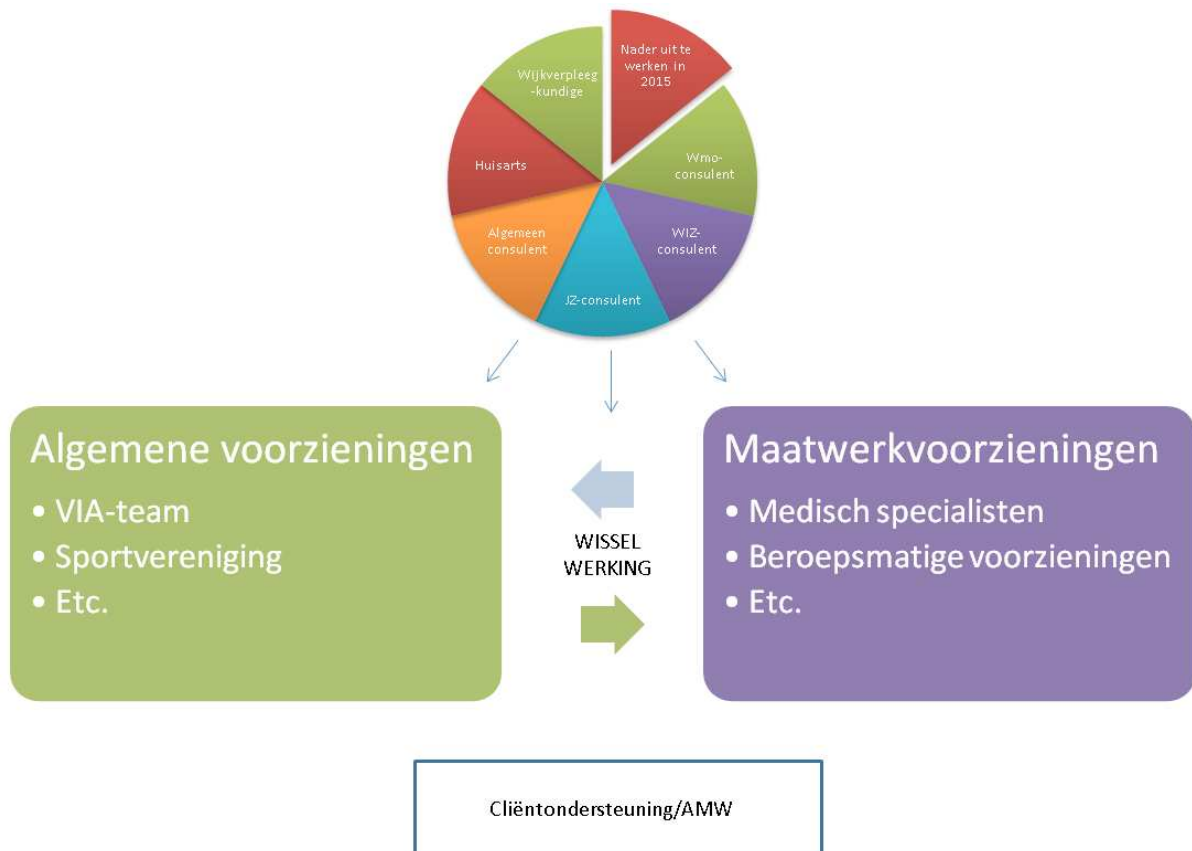 Nader uit te
werken in
2015
Wijkverpleeg
-kundige
Huisarts
Wmo-
consulent
Algemeen
consulent
WIZ-
consulent
JZ-consulent
Algemene voorzieningen
• VIA-team
• Sportvereniging
• Etc.
WISSEL
WERKING
Maatwerkvoorzieningen
• Medisch specialisten
• Beroepsmatige voorzieningen
• Etc.
Cliëntondersteuning/AMW